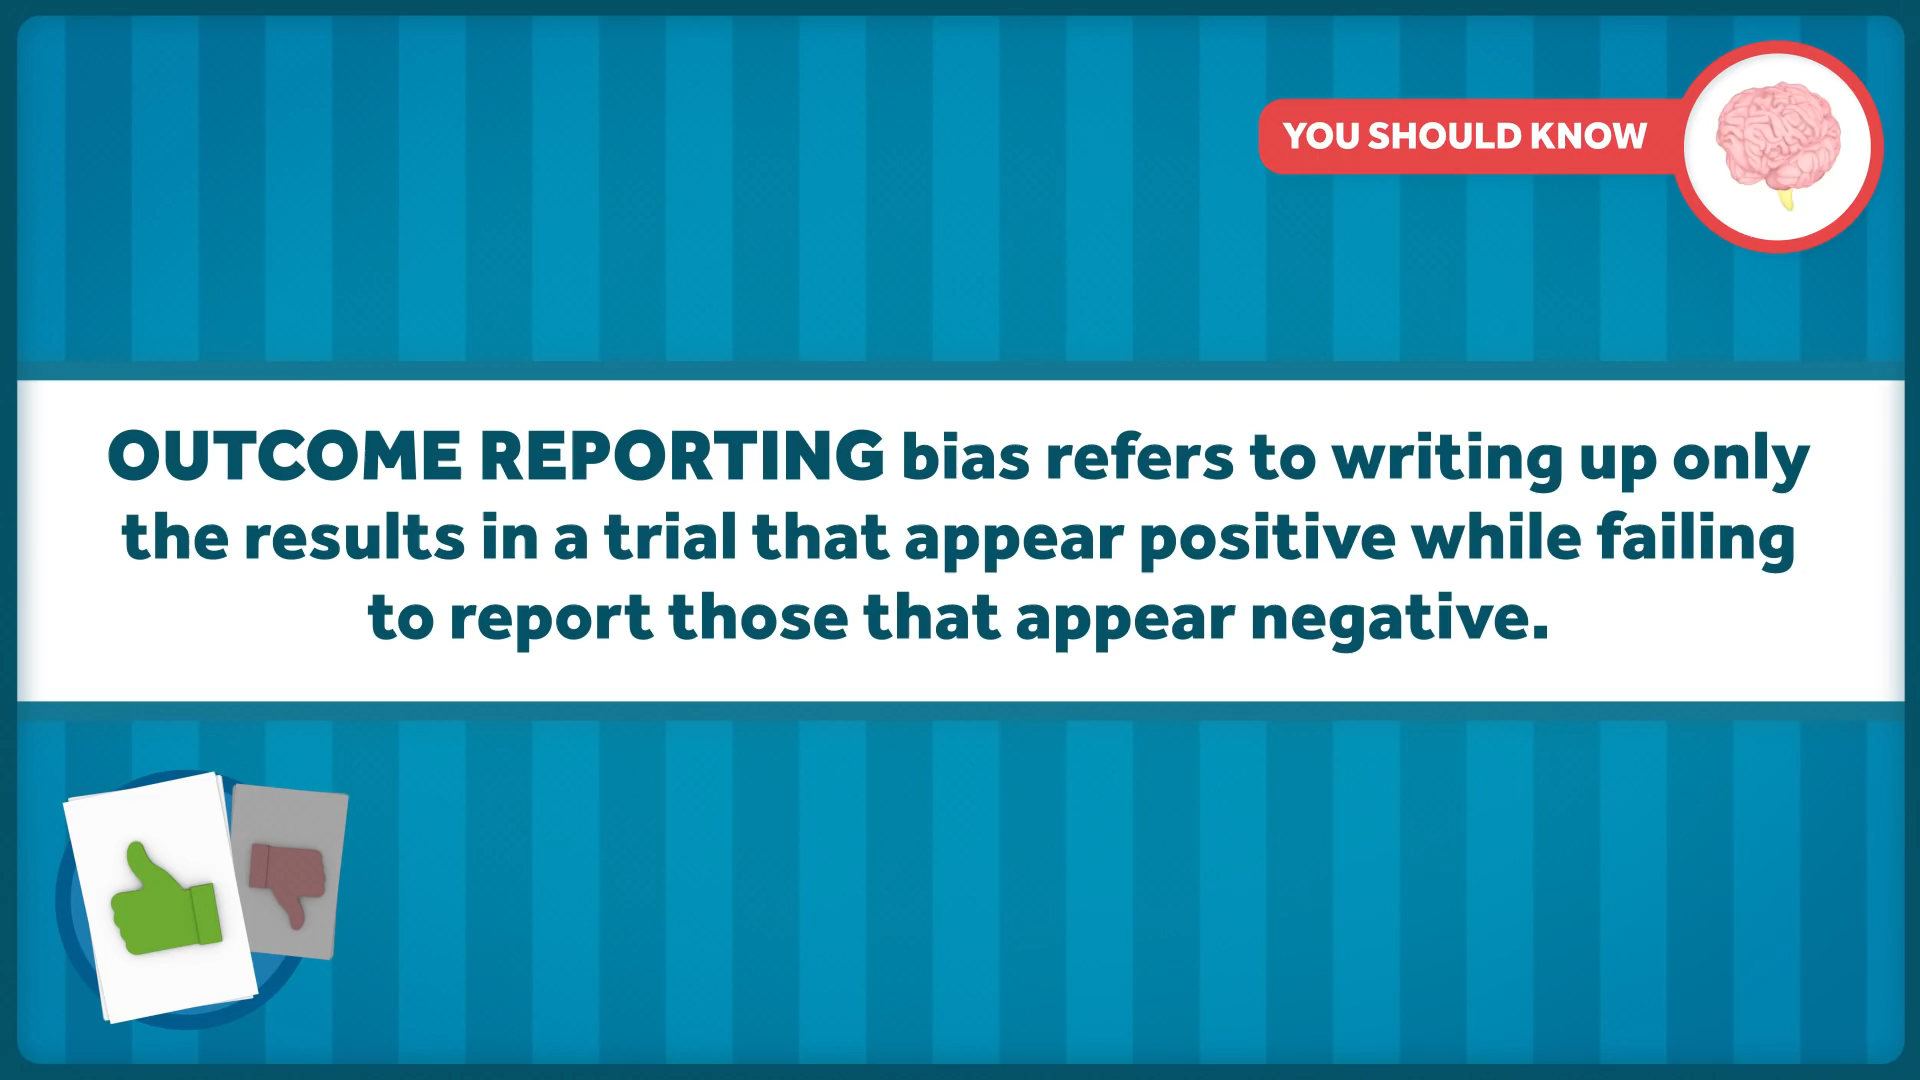 YOU SHOULD KNOW
OUTCOME REPORTING bias refers to writing up only
the results in a trial that appear positive while failing
to report those that appear negative.